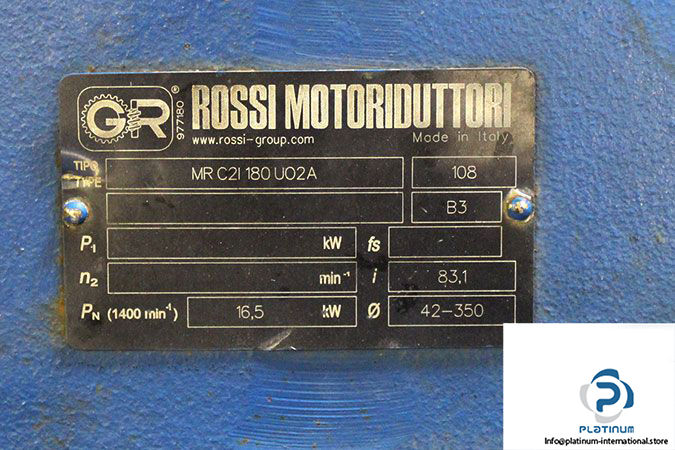 GR ® ROSSI MOTORIDUTTORI
977180
www.rossi-group.com Made in Italy
TIPO
TYPE MR C2I 180 UO2A 108
B3
P1 kW fs
n2 min-1 i 83,1
PN (1400 min-1) 16,5 kW Ø 42-350
PLATINUM
Info@platinum-international.store